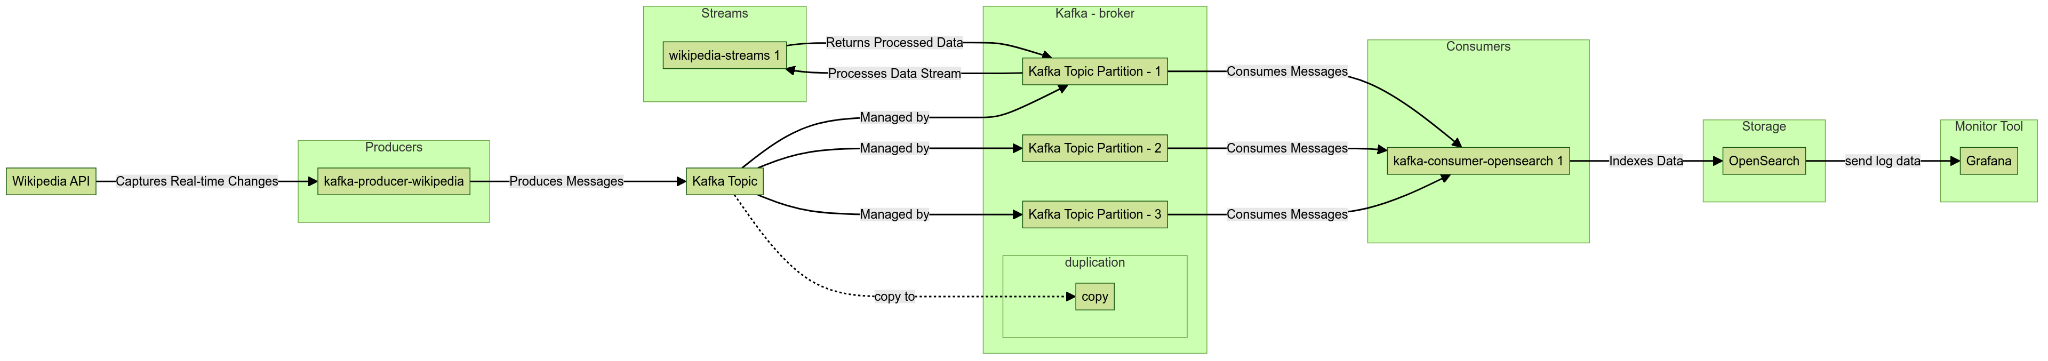 Streams
Kafka - broker
wikipedia-streams 1
Returns Processed Data
Processes Data Stream
Kafka Topic Partition - 1
Consumes Messages
Consumers
Managed by
Managed by
Kafka Topic Partition - 2
Consumes Messages
kafka-consumer-opensearch 1
Indexes Data
Storage
OpenSearch
send log data
Monitor Tool
Grafana
Wikipedia API
Captures Real-time Changes
Producers
kafka-producer-wikipedia
Produces Messages
Kafka Topic
Managed by
Kafka Topic Partition - 3
Consumes Messages
duplication
copy to
copy